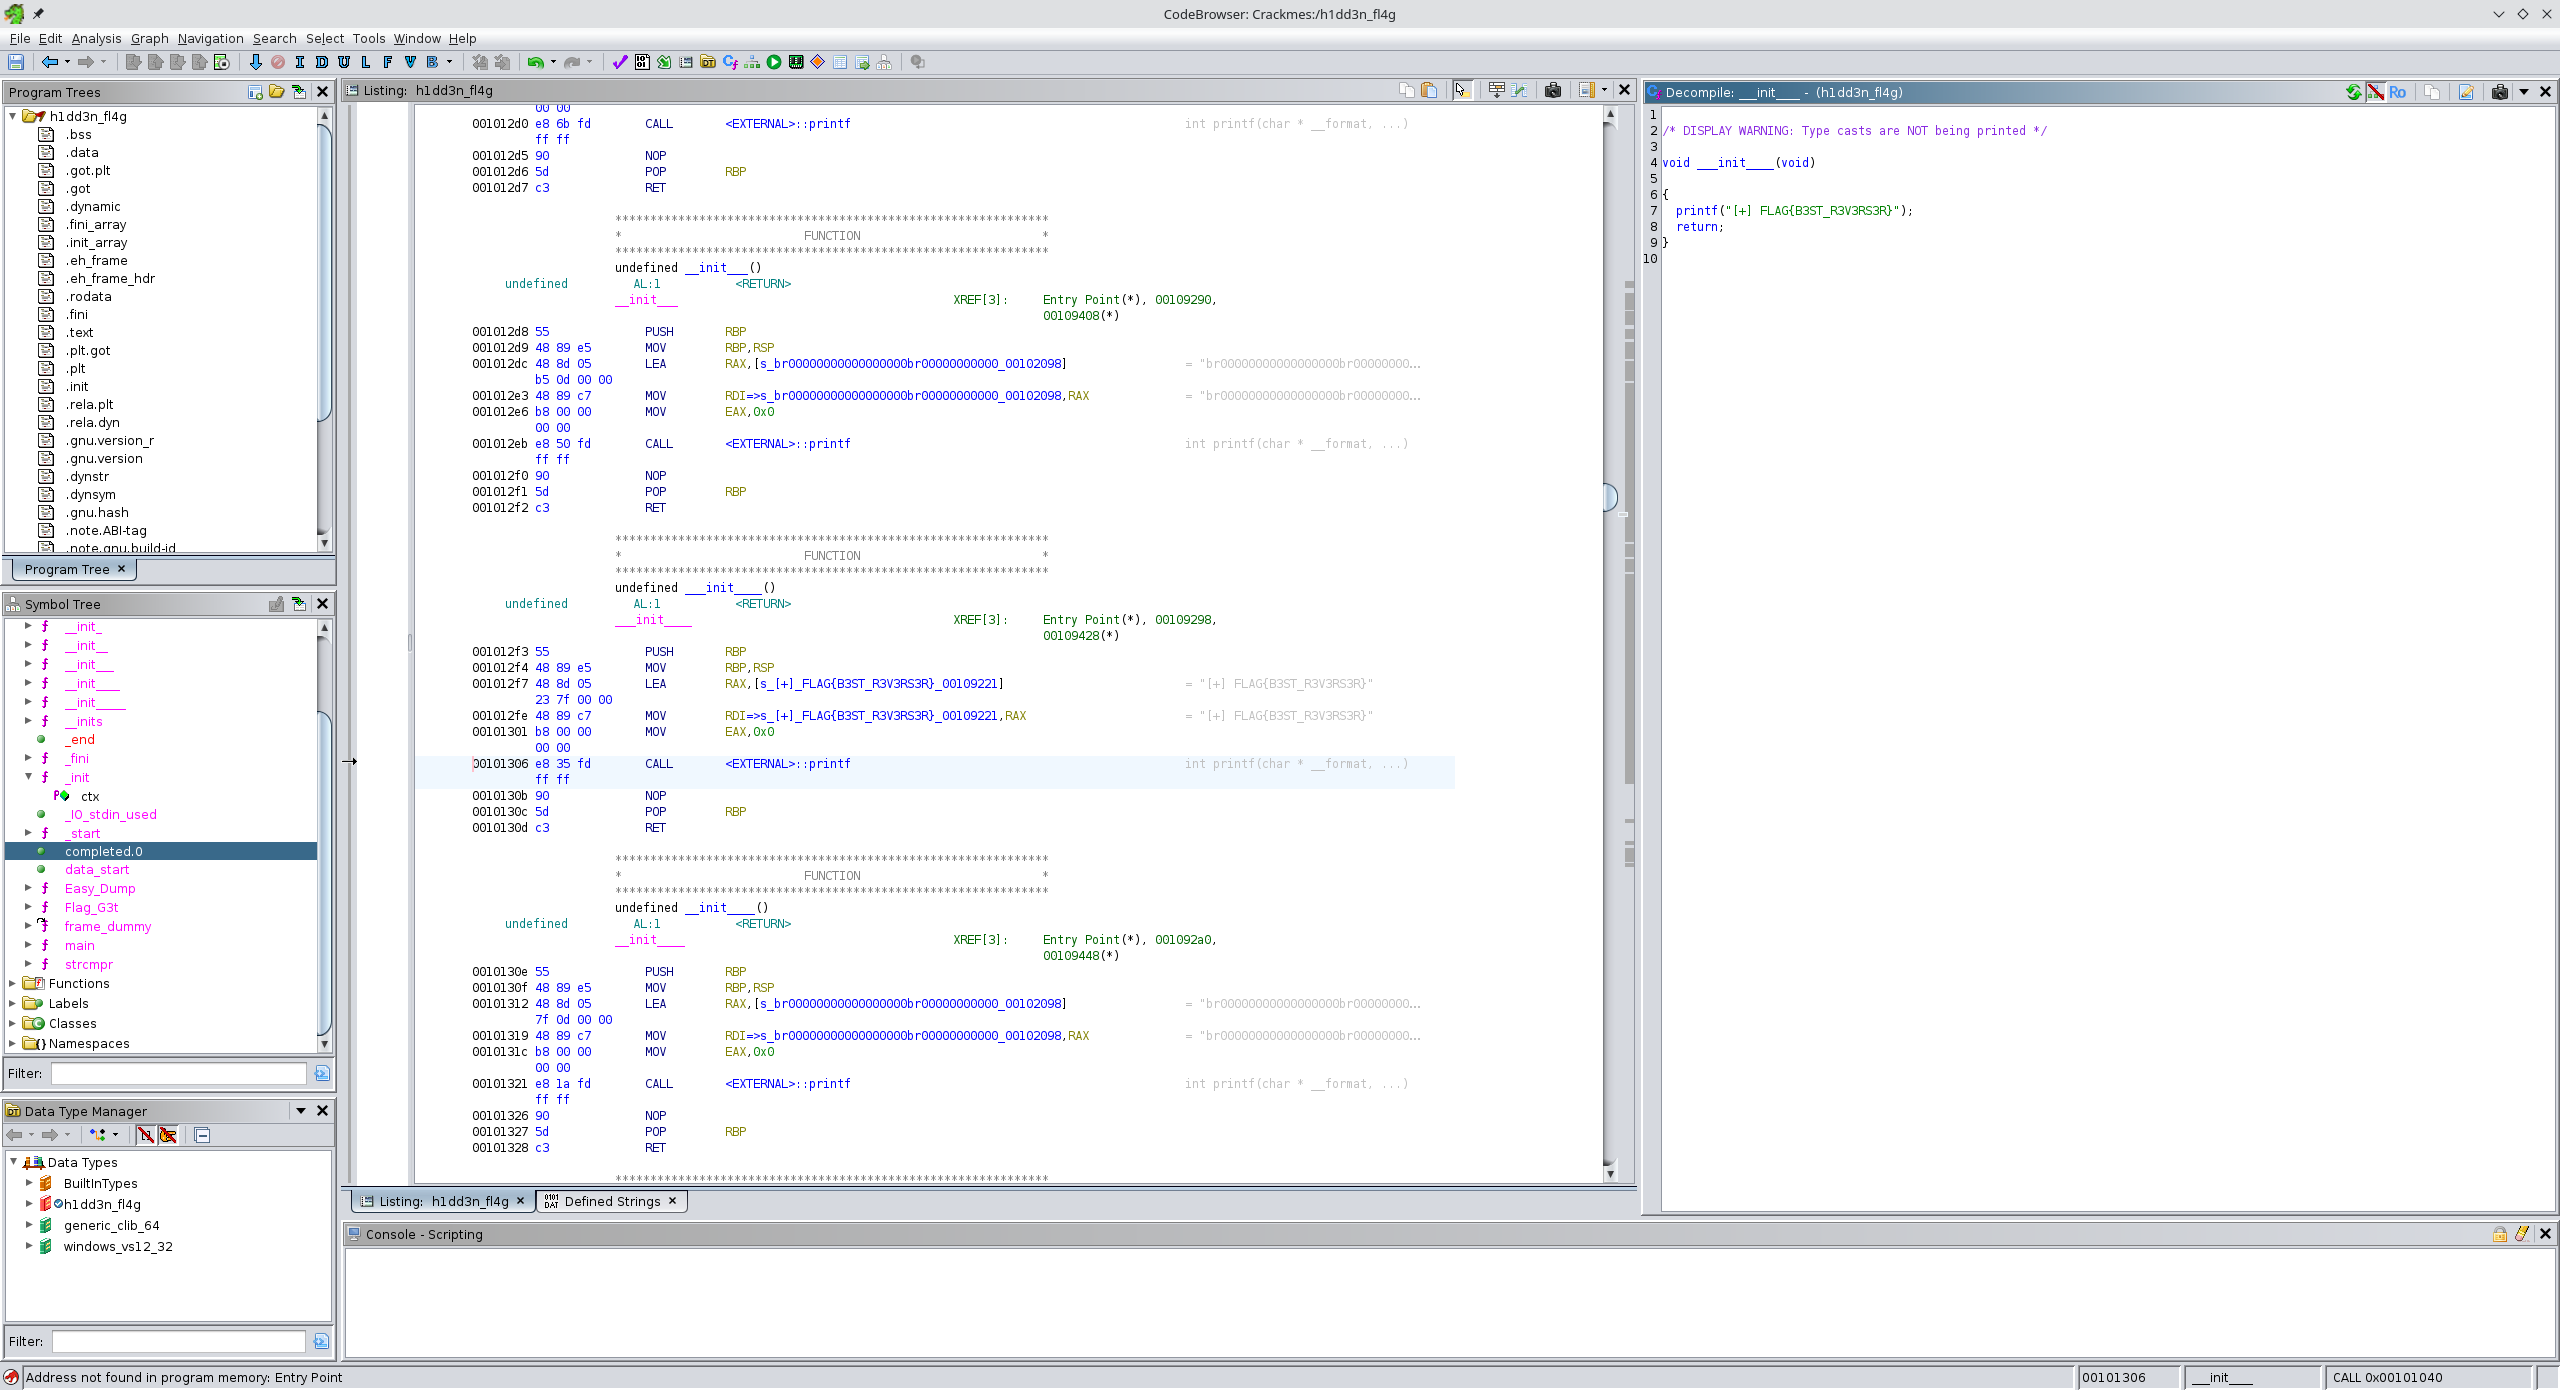 CodeBrowser: Crackmes:/h1dd3n_fl4g
File Edit Analysis Graph Navigation Search Select Tools Window Help
I D U L F V B
Program Trees
h1dd3n_fl4g
.bss
.data
.got.plt
.got
.dynamic
.fini_array
.init_array
.eh_frame
.eh_frame_hdr
.rodata
.fini
.text
.plt.got
.plt
.init
.rela.plt
.rela.dyn
.gnu.version_r
.gnu.version
.dynstr
.dynsym
.gnu.hash
.note.ABI-tag
.note.gnu.build-id
Program Tree
Symbol Tree
__init_
__init__
__init___
__init____
__init_____
__inits
_end
_fini
_init
ctx
_IO_stdin_used
_start
completed.0
data_start
Easy_Dump
Flag_G3t
frame_dummy
main
strcmpr
Functions
Labels
Classes
Namespaces
Filter:
Data Type Manager
Data Types
BuiltInTypes
h1dd3n_fl4g
generic_clib_64
windows_vs12_32
Filter:
Listing: h1dd3n_fl4g
00 00
001012d0 e8 6b fd CALL <EXTERNAL>::printf int printf(char * __format, ...)
ff ff
001012d5 90 NOP
001012d6 5d POP RBP
001012d7 c3 RET
**************************************************************
* FUNCTION *
**************************************************************
undefined __init___()
undefined AL:1 <RETURN>
__init___ XREF[3]: Entry Point(*), 00109290,
00109408(*)
001012d8 55 PUSH RBP
001012d9 48 89 e5 MOV RBP,RSP
001012dc 48 8d 05 LEA RAX,[s_br0000000000000000br00000000000_00102098] = "br0000000000000000br00000000...
b5 0d 00 00
001012e3 48 89 c7 MOV RDI=>s_br0000000000000000br00000000000_00102098,RAX = "br0000000000000000br00000000...
001012e6 b8 00 00 MOV EAX,0x0
00 00
001012eb e8 50 fd CALL <EXTERNAL>::printf int printf(char * __format, ...)
ff ff
001012f0 90 NOP
001012f1 5d POP RBP
001012f2 c3 RET
**************************************************************
* FUNCTION *
**************************************************************
undefined ___init____()
undefined AL:1 <RETURN>
___init____ XREF[3]: Entry Point(*), 00109298,
00109428(*)
001012f3 55 PUSH RBP
001012f4 48 89 e5 MOV RBP,RSP
001012f7 48 8d 05 LEA RAX,[s_[+]_FLAG{B3ST_R3V3RS3R}_00109221] = "[+] FLAG{B3ST_R3V3RS3R}"
23 7f 00 00
001012fe 48 89 c7 MOV RDI=>s_[+]_FLAG{B3ST_R3V3RS3R}_00109221,RAX = "[+] FLAG{B3ST_R3V3RS3R}"
00101301 b8 00 00 MOV EAX,0x0
00 00
00101306 e8 35 fd CALL <EXTERNAL>::printf int printf(char * __format, ...)
ff ff
0010130b 90 NOP
0010130c 5d POP RBP
0010130d c3 RET
**************************************************************
* FUNCTION *
**************************************************************
undefined __init____()
undefined AL:1 <RETURN>
__init____ XREF[3]: Entry Point(*), 001092a0,
00109448(*)
0010130e 55 PUSH RBP
0010130f 48 89 e5 MOV RBP,RSP
00101312 48 8d 05 LEA RAX,[s_br0000000000000000br00000000000_00102098] = "br0000000000000000br00000000...
7f 0d 00 00
00101319 48 89 c7 MOV RDI=>s_br0000000000000000br00000000000_00102098,RAX = "br0000000000000000br00000000...
0010131c b8 00 00 MOV EAX,0x0
00 00
00101321 e8 1a fd CALL <EXTERNAL>::printf int printf(char * __format, ...)
ff ff
00101326 90 NOP
00101327 5d POP RBP
00101328 c3 RET
**************************************************************
Listing: h1dd3n_fl4g
Defined Strings
Decompile: ___init____ - (h1dd3n_fl4g)
Ro
1
2 /* DISPLAY WARNING: Type casts are NOT being printed */
3
4 void ___init____(void)
5
6 {
7 printf("[+] FLAG{B3ST_R3V3RS3R}");
8 return;
9 }
10
Console - Scripting
Address not found in program memory: Entry Point
00101306
___init____
CALL 0x00101040